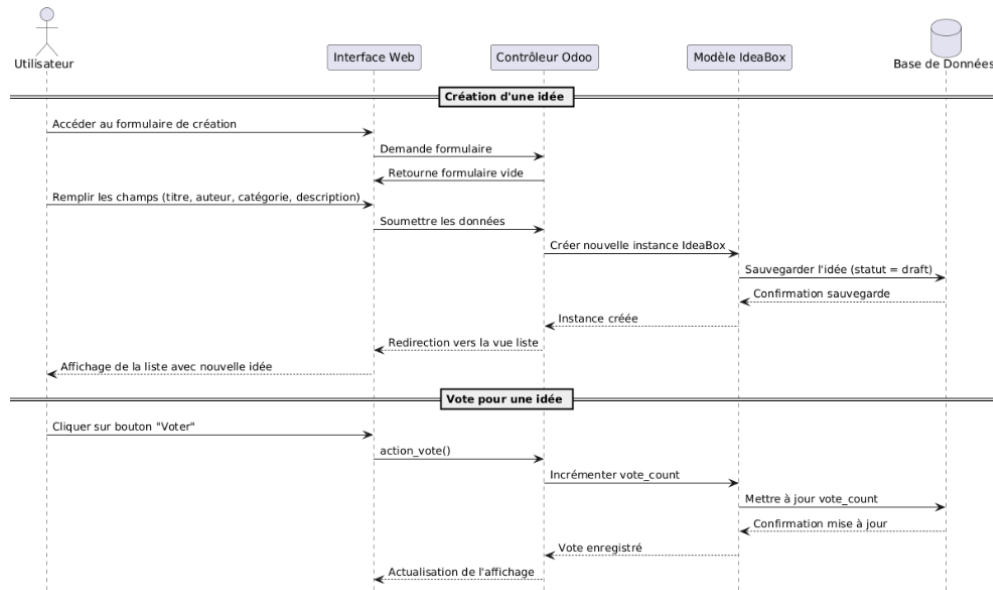 Utilisateur
Interface Web
Contrôleur Odoo
Modèle IdeaBox
Base de Données
Création d'une idée
Accéder au formulaire de création
Demande formulaire
Retourne formulaire vide
Remplir les champs (titre, auteur, catégorie, description)
Soumettre les données
Créer nouvelle instance IdeaBox
Sauvegarder l'idée (statut = draft)
Confirmation sauvegarde
Instance créée
Redirection vers la vue liste
Affichage de la liste avec nouvelle idée
Vote pour une idée
Cliquer sur bouton "Voter"
action_vote()
Incrémenter vote_count
Mettre à jour vote_count
Confirmation mise à jour
Vote enregistré
Actualisation de l'affichage